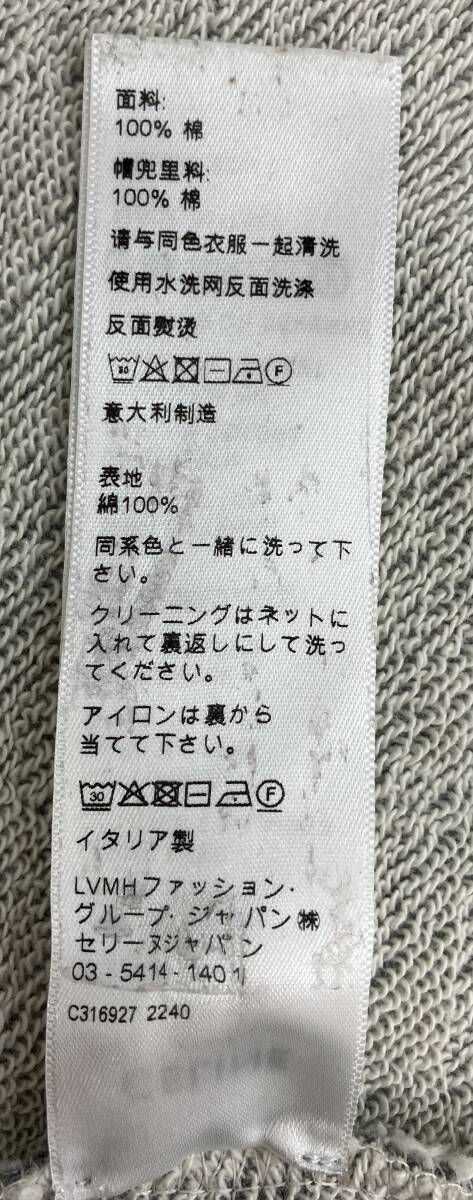 面料:
100% 棉
帽兜里料:
100% 棉
请与同色衣服一起清洗
使用水洗网反面洗涤
反面熨烫
30 F
意大利制造
表地
綿100%
同系色と一緒に洗って下
さい。
クリーニングはネットに
入れて裏返しにして洗っ
てください。
アイロンは裏から
当てて下さい。
30 F
イタリア製
LVMHファッション·
グループ·ジャパン㈱
セリーヌジャパン
03-5414-1401
C316927 2240